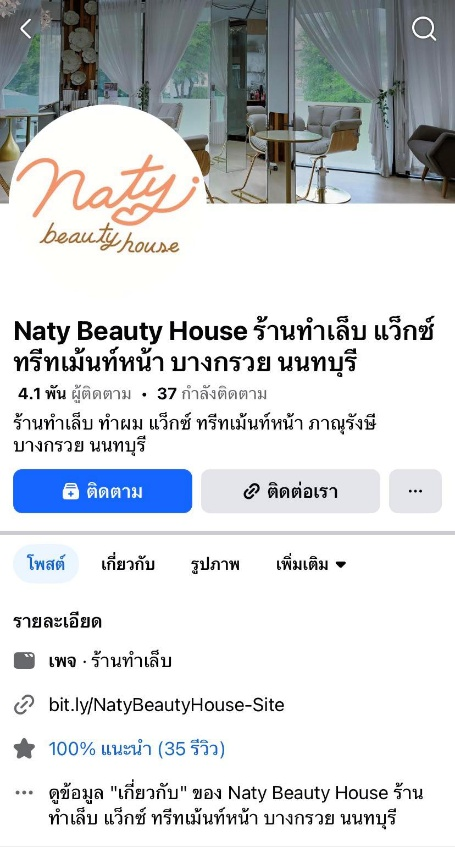 naty
beauty house
Naty Beauty House ร้านทำเล็บ แว็กซ์
ทรีทเม้นท์หน้า บางกรวย นนทบุรี
4.1 พัน ผู้ติดตาม • 37 กำลังติดตาม
ร้านทำเล็บ ทำผม แว็กซ์ ทรีทเม้นท์หน้า ภาณุรังษี
บางกรวย นนทบุรี
ติดตาม
ติดต่อเรา
...
โพสต์ เกี่ยวกับ รูปภาพ เพิ่มเติม
รายละเอียด
เพจ · ร้านทำเล็บ
bit.ly/NatyBeautyHouse-Site
100% แนะนำ (35 รีวิว)
ดูข้อมูล "เกี่ยวกับ" ของ Naty Beauty House ร้าน
ทำเล็บ แว็กซ์ ทรีทเม้นท์หน้า บางกรวย นนทบุรี